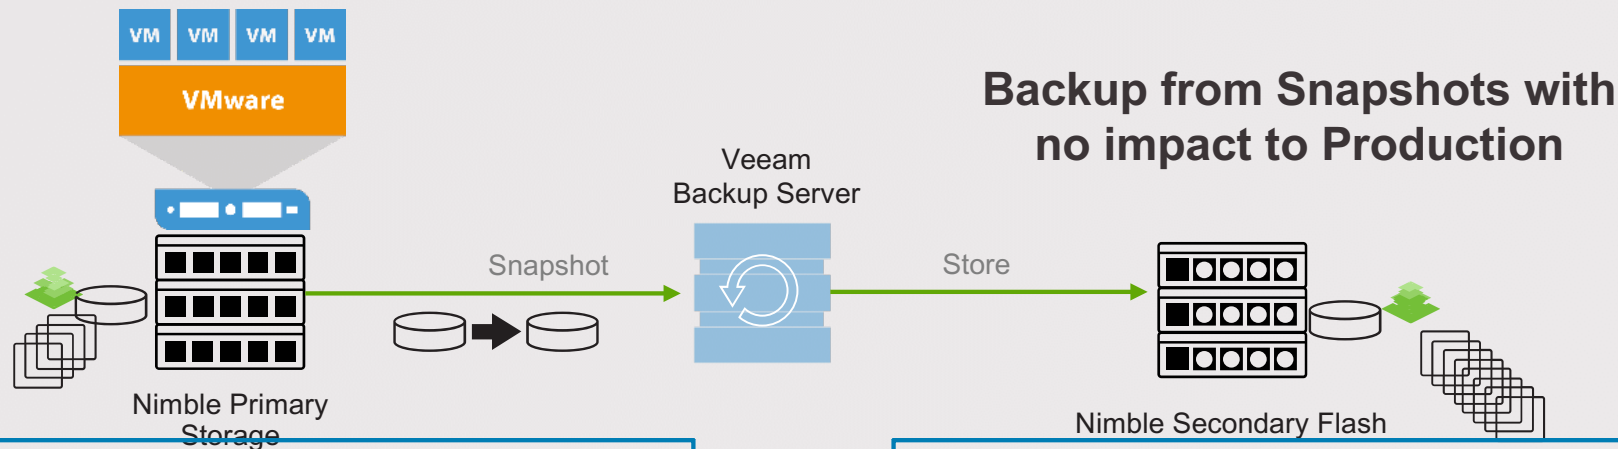 VM VM VM VM
VMware
Backup from Snapshots with
no impact to Production
Veeam
Backup Server
Snapshot
Store
Nimble Primary
Storage
Nimble Secondary Flash